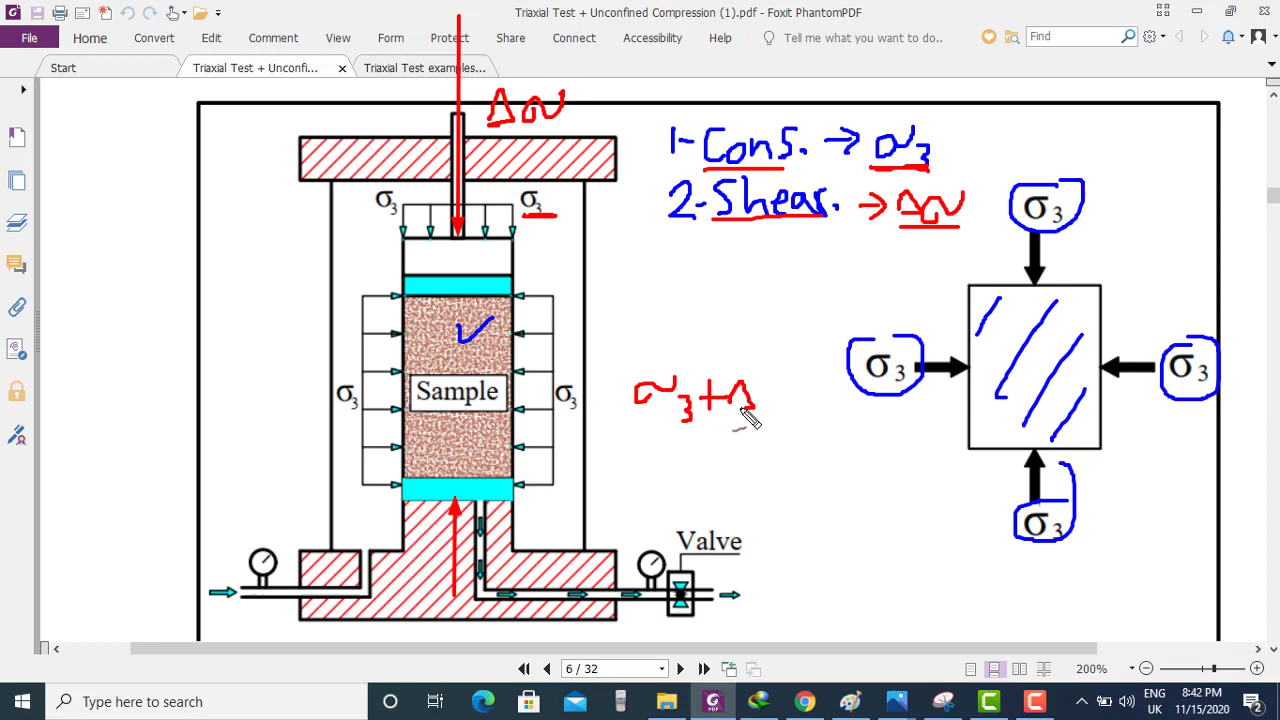 Triaxial Test + Unconfined Compression (1).pdf - Foxit PhantomPDF
File Home Convert Edit Comment View Form Protect Share Connect Accessibility Help Tell me what you want to do... Find
Start Triaxial Test + Unconfi... Triaxial Test examples...
Δσ
1- Cons. → σ3
2- Shear. → Δσ
σ3 σ3
σ3
σ3 σ3
σ3 Sample σ3
σ3 + Δ
σ3
Valve
6 / 32
200%
Type here to search
ENG 8:42 PM
UK 11/15/2020
2